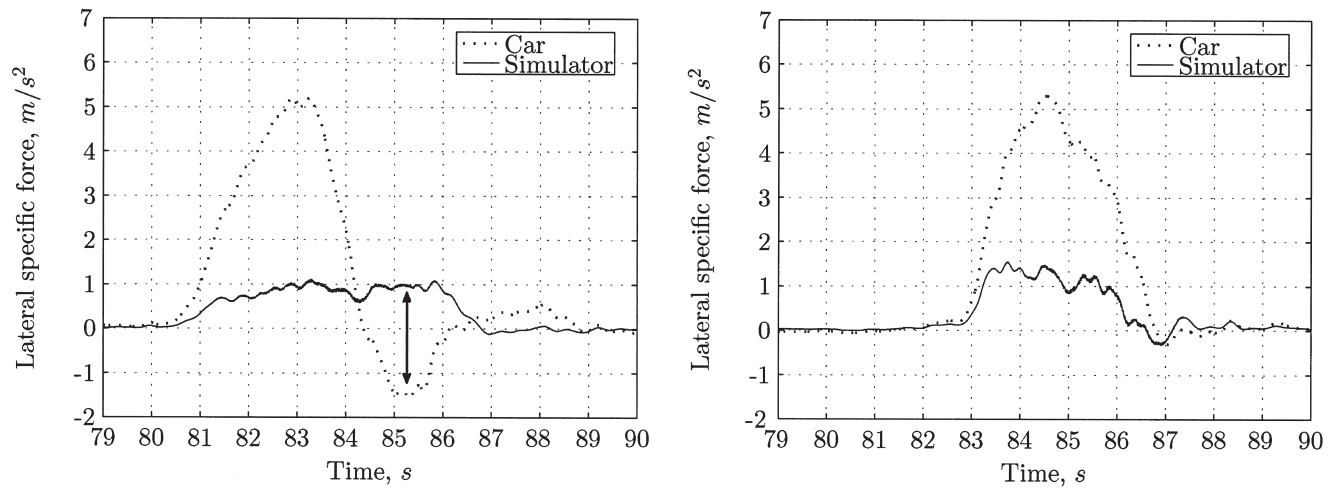 Lateral specific force, m/s²
7
6
5
4
3
2
1
0
-1
-2
79 80 81 82 83 84 85 86 87 88 89 90
Time, s
Car
Simulator
Lateral specific force, m/s²
7
6
5
4
3
2
1
0
-1
-2
79 80 81 82 83 84 85 86 87 88 89 90
Time, s
Car
Simulator